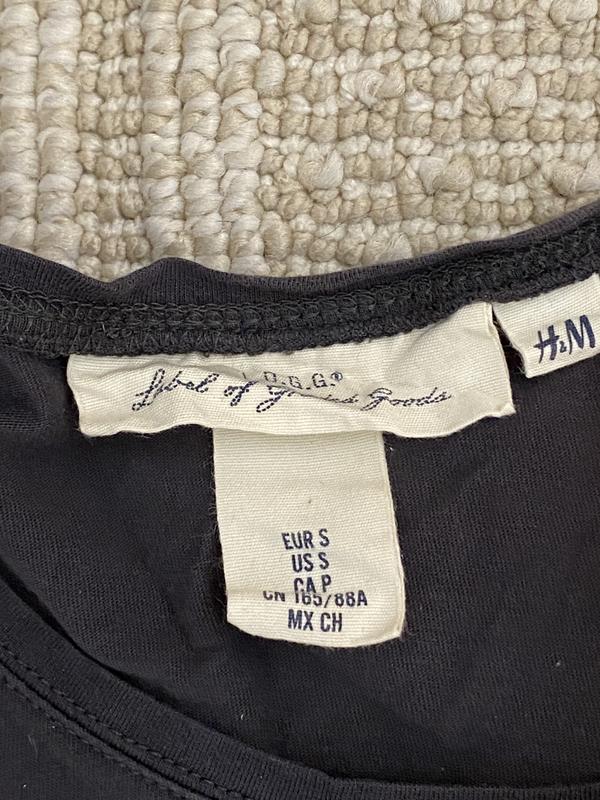 L.O.G.G.®
Label of Graded Goods
H&M
EUR S
US S
CA P
CN 165/88A
MX CH